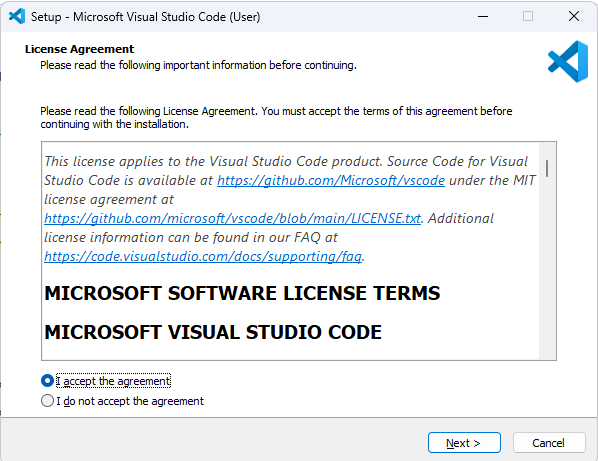 Setup - Microsoft Visual Studio Code (User)
License Agreement
Please read the following important information before continuing.
Please read the following License Agreement. You must accept the terms of this agreement before
continuing with the installation.
This license applies to the Visual Studio Code product. Source Code for Visual
Studio Code is available at https://github.com/Microsoft/vscode under the MIT
license agreement at
https://github.com/microsoft/vscode/blob/main/LICENSE.txt. Additional
license information can be found in our FAQ at
https://code.visualstudio.com/docs/supporting/faq.
MICROSOFT SOFTWARE LICENSE TERMS
MICROSOFT VISUAL STUDIO CODE
I accept the agreement
I do not accept the agreement
Next >
Cancel